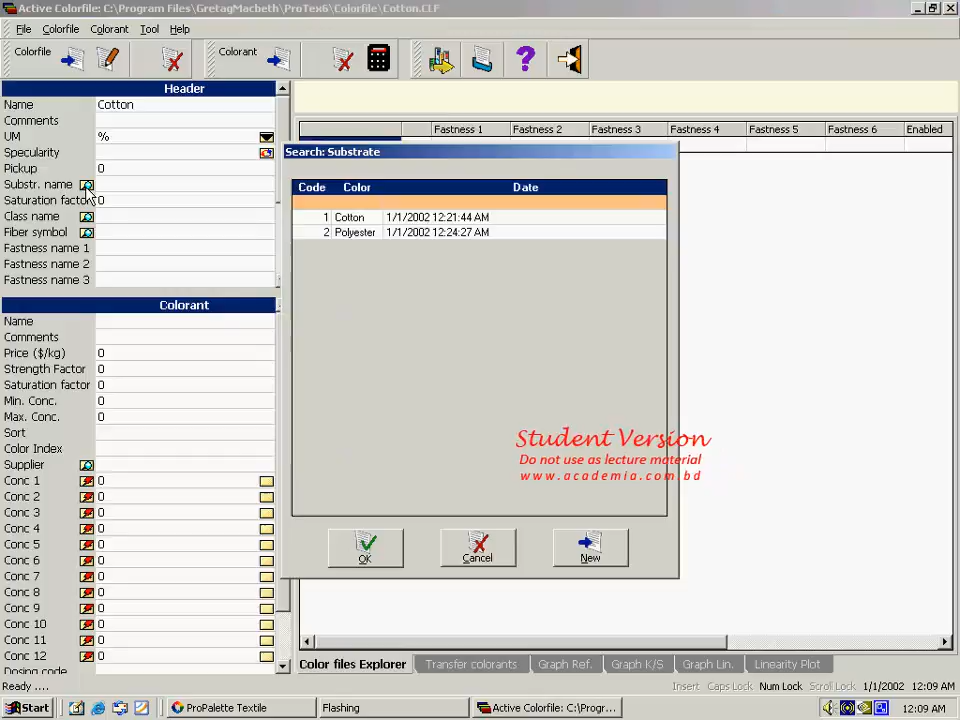 Active Colorfile: C:\Program Files\GretagMacbeth\ProTex6\Colorfile\Cotton.CLF
File Colorfile Colorant Tool Help
Colorfile Colorant
Header
Name Cotton
Comments
UM %
Specularity
Pickup 0
Substr. name
Saturation factor 0
Class name
Fiber symbol
Fastness name 1
Fastness name 2
Fastness name 3
Colorant
Name
Comments
Price ($/kg) 0
Strength Factor 0
Saturation factor 0
Min. Conc. 0
Max. Conc. 0
Sort
Color Index
Supplier
Conc 1 0
Conc 2 0
Conc 3 0
Conc 4 0
Conc 5 0
Conc 6 0
Conc 7 0
Conc 8 0
Conc 9 0
Conc 10 0
Conc 11 0
Conc 12 0
Dosing code
Fastness 1 Fastness 2 Fastness 3 Fastness 4 Fastness 5 Fastness 6 Enabled
Search: Substrate
Code Color Date
1 Cotton 1/1/2002 12:21:44 AM
2 Polyester 1/1/2002 12:24:27 AM
Student Version
Do not use as lecture material
www.academia.com.bd
OK Cancel New
Color files Explorer Transfer colorants Graph Ref. Graph K/S Graph Lin. Linearity Plot
Ready .... Insert Caps Lock Num Lock Scroll Lock 1/1/2002 12:09 AM
Start ProPalette Textile Flashing Active Colorfile: C:\Progr... 12:09 AM